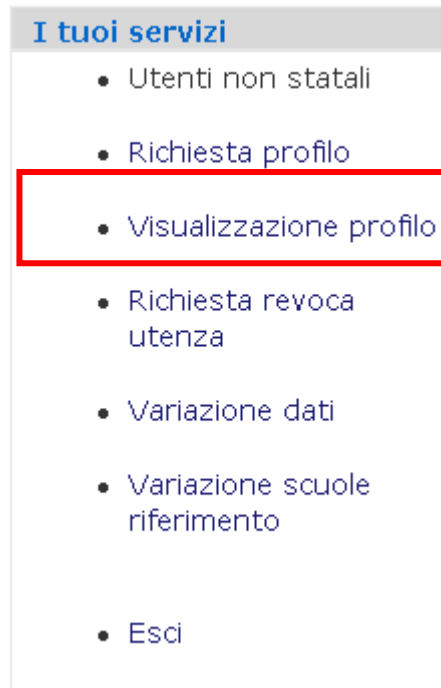 I tuoi servizi
Utenti non statali
Richiesta profilo
Visualizzazione profilo
Richiesta revoca
utenza
Variazione dati
Variazione scuole
riferimento
Esci